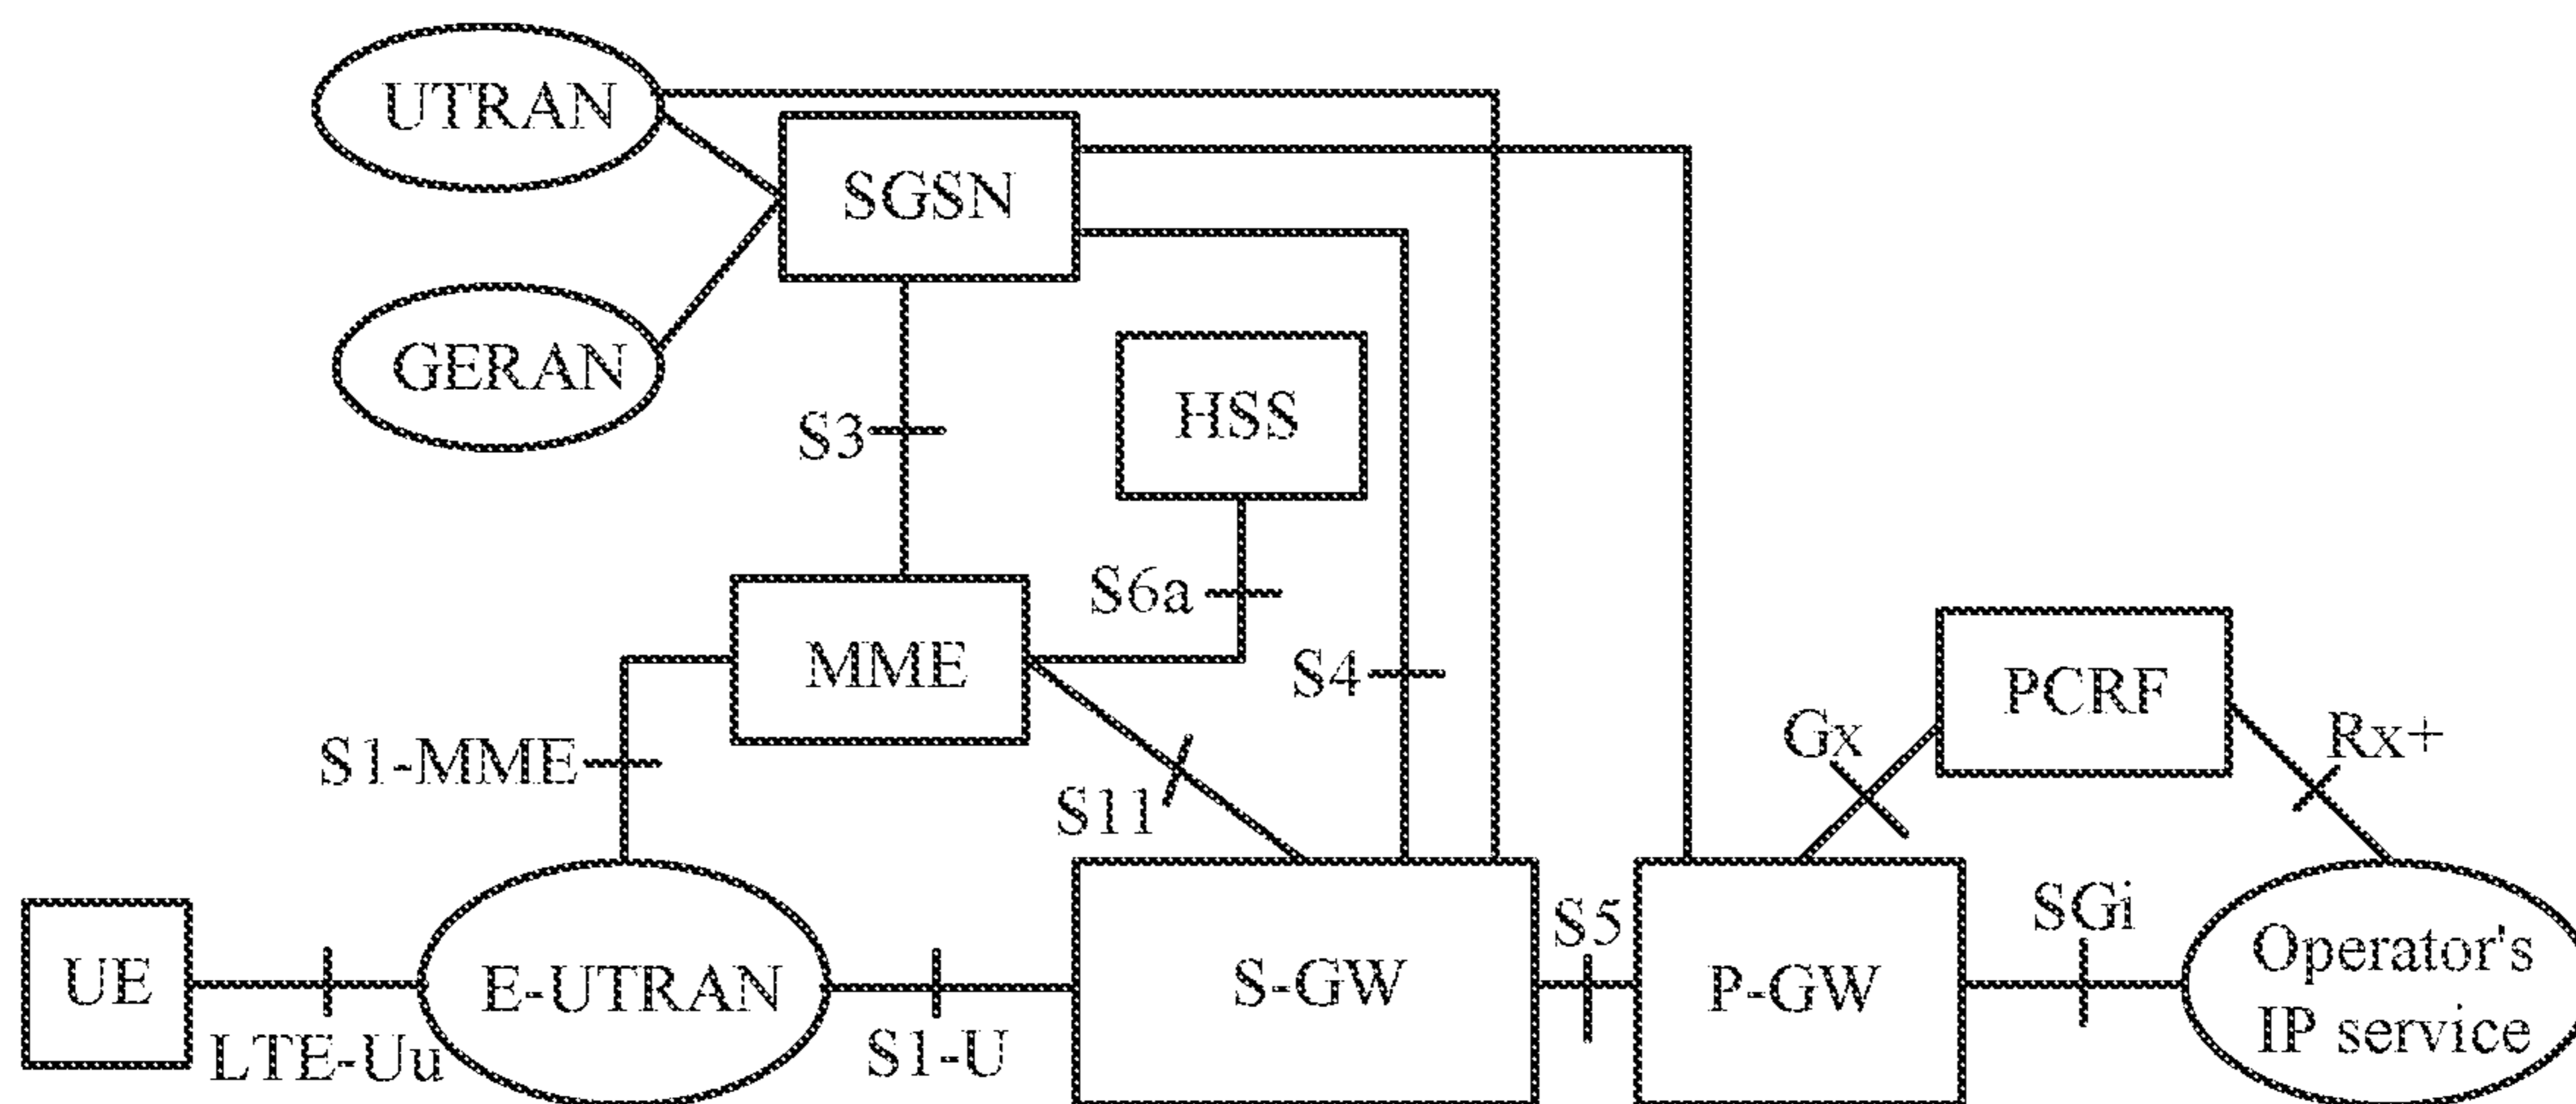 UTRAN
SGSN
GERAN
HSS
S3
S6a
MME
S4
PCRF
Gx
Rx+
S1-MME
S11
UE
LTE-Uu
E-UTRAN
S1-U
S-GW
S5
P-GW
SGi
Operator's
IP service